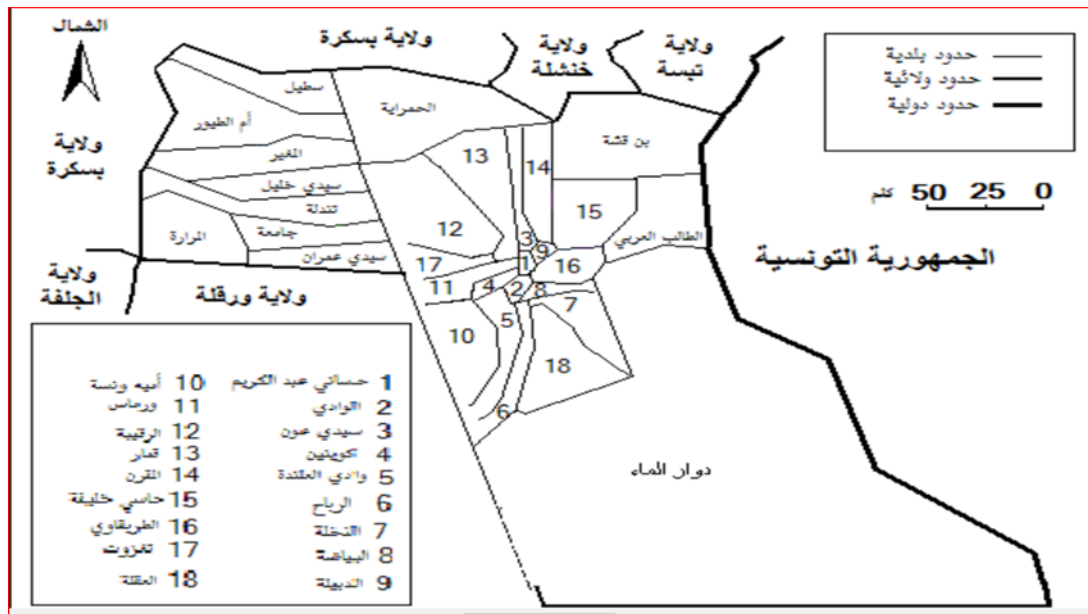 الشمال
ولاية بسكرة
ولاية
خنشلة
ولاية
تبسة
حدود بلدية
حدود ولائية
حدود دولية
سطيل
الحمراية
أم الطيور
بن قشة
ولاية
بسكرة
المغير
13
14
سيدي خليل
تندلة
جامعة
المرارة
سيدي عمران
15
12
0 25 50 كلم
الطالب العربي
3
9
1
16
17
الجمهورية التونسية
ولاية
الجلفة
ولاية ورقلة
11
4
2
8
7
5
10
18
6
دوار الماء
1 حساني عبد الكريم
2 الوادي
3 سيدي عون
4 كوينين
5 وادي العلندة
6 الرباح
7 النخلة
8 البياضة
9 الدبيلة
10 أميه ونسة
11 ورماس
12 الرقيبة
13 قمار
14 المقرن
15 حاسي خليفة
16 الطريفاوي
17 تغزوت
18 العقلة